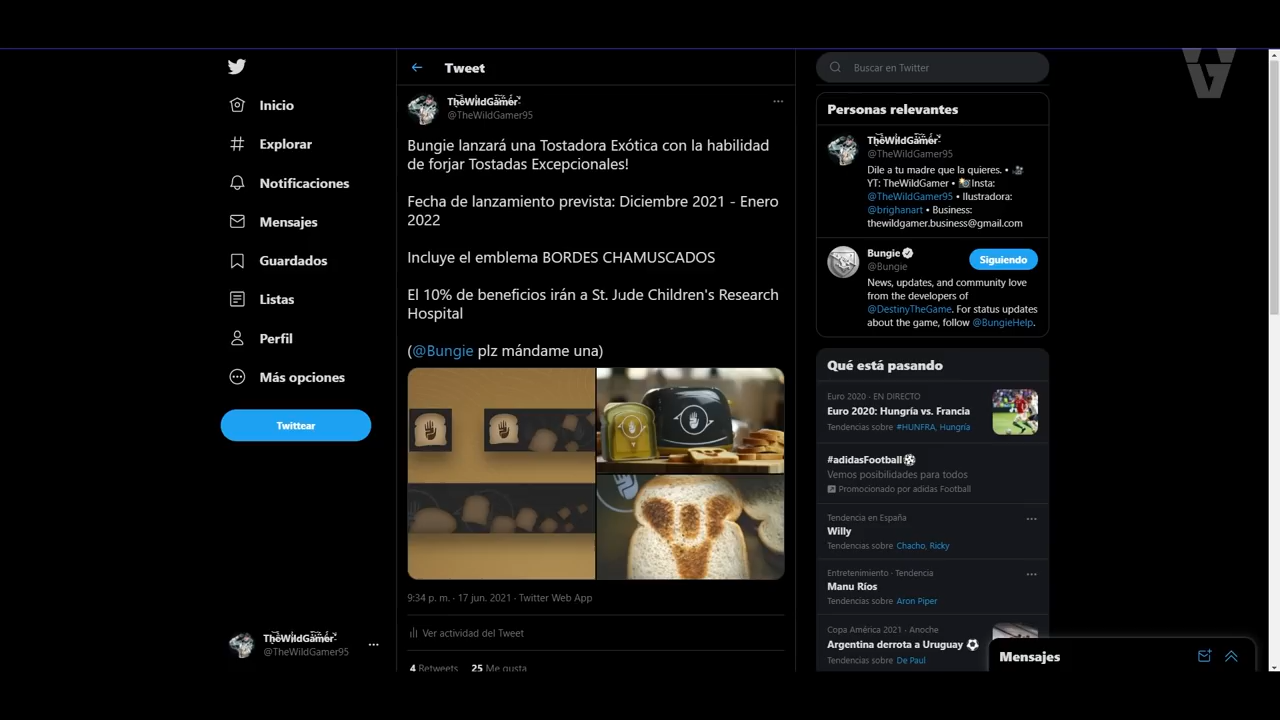 Tweet
Buscar en Twitter
Inicio
Explorar
Notificaciones
Mensajes
Guardados
Listas
Perfil
Más opciones
Twittear
TheWildGamer
@TheWildGamer95
TheWildGamer
@TheWildGamer95
Bungie lanzará una Tostadora Exótica con la habilidad
de forjar Tostadas Excepcionales!
Fecha de lanzamiento prevista: Diciembre 2021 - Enero
2022
Incluye el emblema BORDES CHAMUSCADOS
El 10% de beneficios irán a St. Jude Children's Research
Hospital
(@Bungie plz mándame una)
9:34 p. m. · 17 jun. 2021 · Twitter Web App
Ver actividad del Tweet
4 Retweets 25 Me gusta
Personas relevantes
TheWildGamer
@TheWildGamer95
Dile a tu madre que la quieres. •
YT: TheWildGamer • Insta:
@TheWildGamer95 • Ilustradora:
@brighanart • Business:
thewildgamer.business@gmail.com
Bungie
@Bungie
Siguiendo
News, updates, and community love
from the developers of
@DestinyTheGame. For status updates
about the game, follow @BungieHelp.
Qué está pasando
Euro 2020 · EN DIRECTO
Euro 2020: Hungría vs. Francia
Tendencias sobre #HUNFRA, Hungría
#adidasFootball
Vemos posibilidades para todos
Promocionado por adidas Football
Tendencia en España
Willy
Tendencias sobre Chacho, Ricky
Entretenimiento · Tendencia
Manu Ríos
Tendencias sobre Aron Piper
Copa América 2021 · Anoche
Argentina derrota a Uruguay
Tendencias sobre De Paul
Mensajes